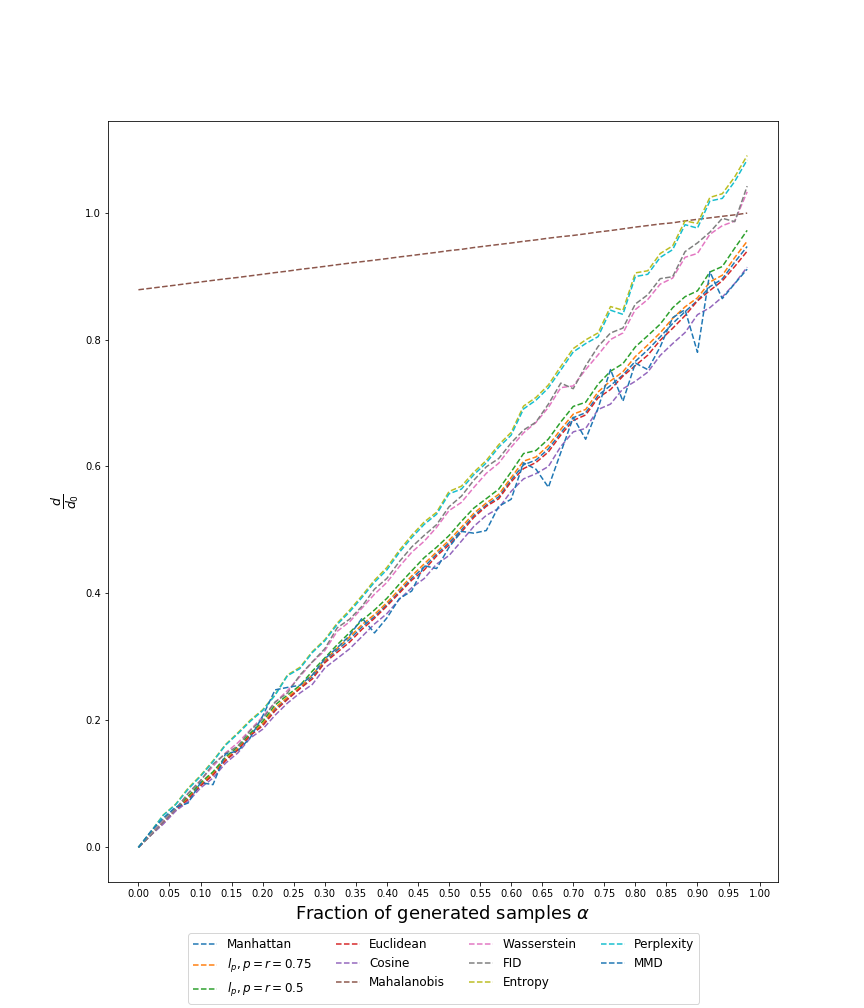 1.0
0.8
0.6
d/d₀
0.4
0.2
0.0
0.00 0.05 0.10 0.15 0.20 0.25 0.30 0.35 0.40 0.45 0.50 0.55 0.60 0.65 0.70 0.75 0.80 0.85 0.90 0.95 1.00
Fraction of generated samples α
Manhattan Euclidean Wasserstein Perplexity
l_p, p = r = 0.75 Cosine FID MMD
l_p, p = r = 0.5 Mahalanobis Entropy